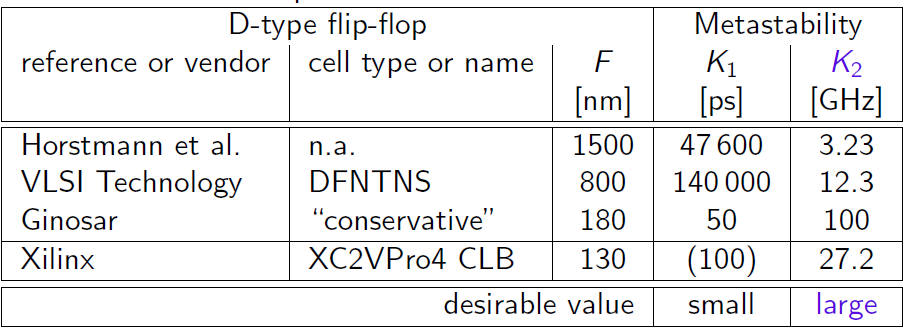 D-type flip-flop Metastability
reference or vendor cell type or name F K₁ K₂
[nm] [ps] [GHz]
Horstmann et al. n.a. 1500 47 600 3.23
VLSI Technology DFNTNS 800 140 000 12.3
Ginosar “conservative” 180 50 100
Xilinx XC2VPro4 CLB 130 (100) 27.2
desirable value small large